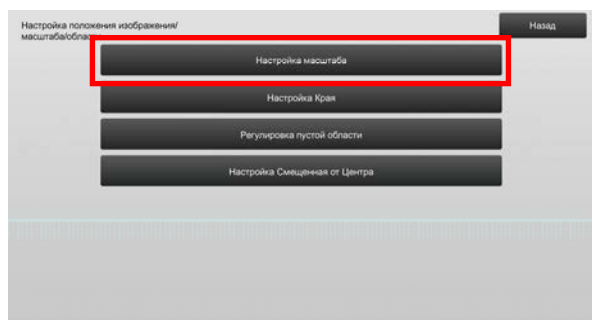 Настройка положения изображения/
масштаба/области
Назад
Настройка масштаба
Настройка Края
Регулировка пустой области
Настройка Смещенная от Центра